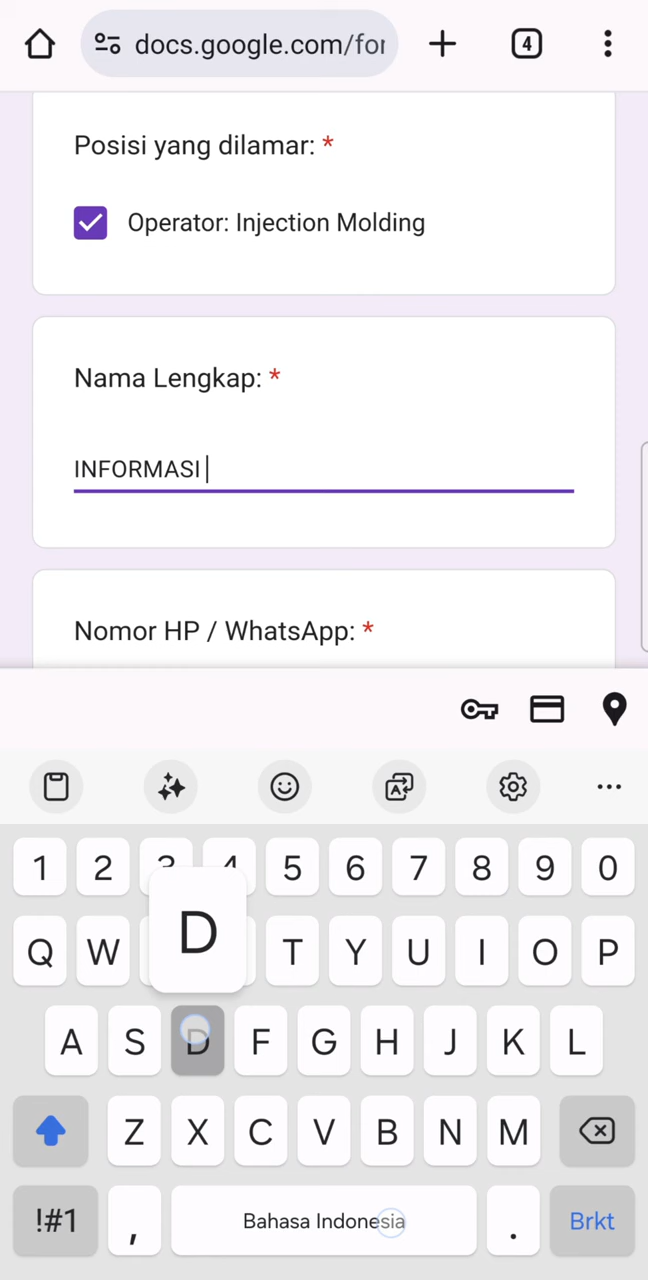 docs.google.com/for
4
Posisi yang dilamar: *
Operator: Injection Molding
Nama Lengkap: *
INFORMASI
Nomor HP / WhatsApp: *
1 2 3 4 5 6 7 8 9 0
D
Q W T Y U I O P
A S D F G H J K L
Z X C V B N M
!#1 , Bahasa Indonesia . Brkt